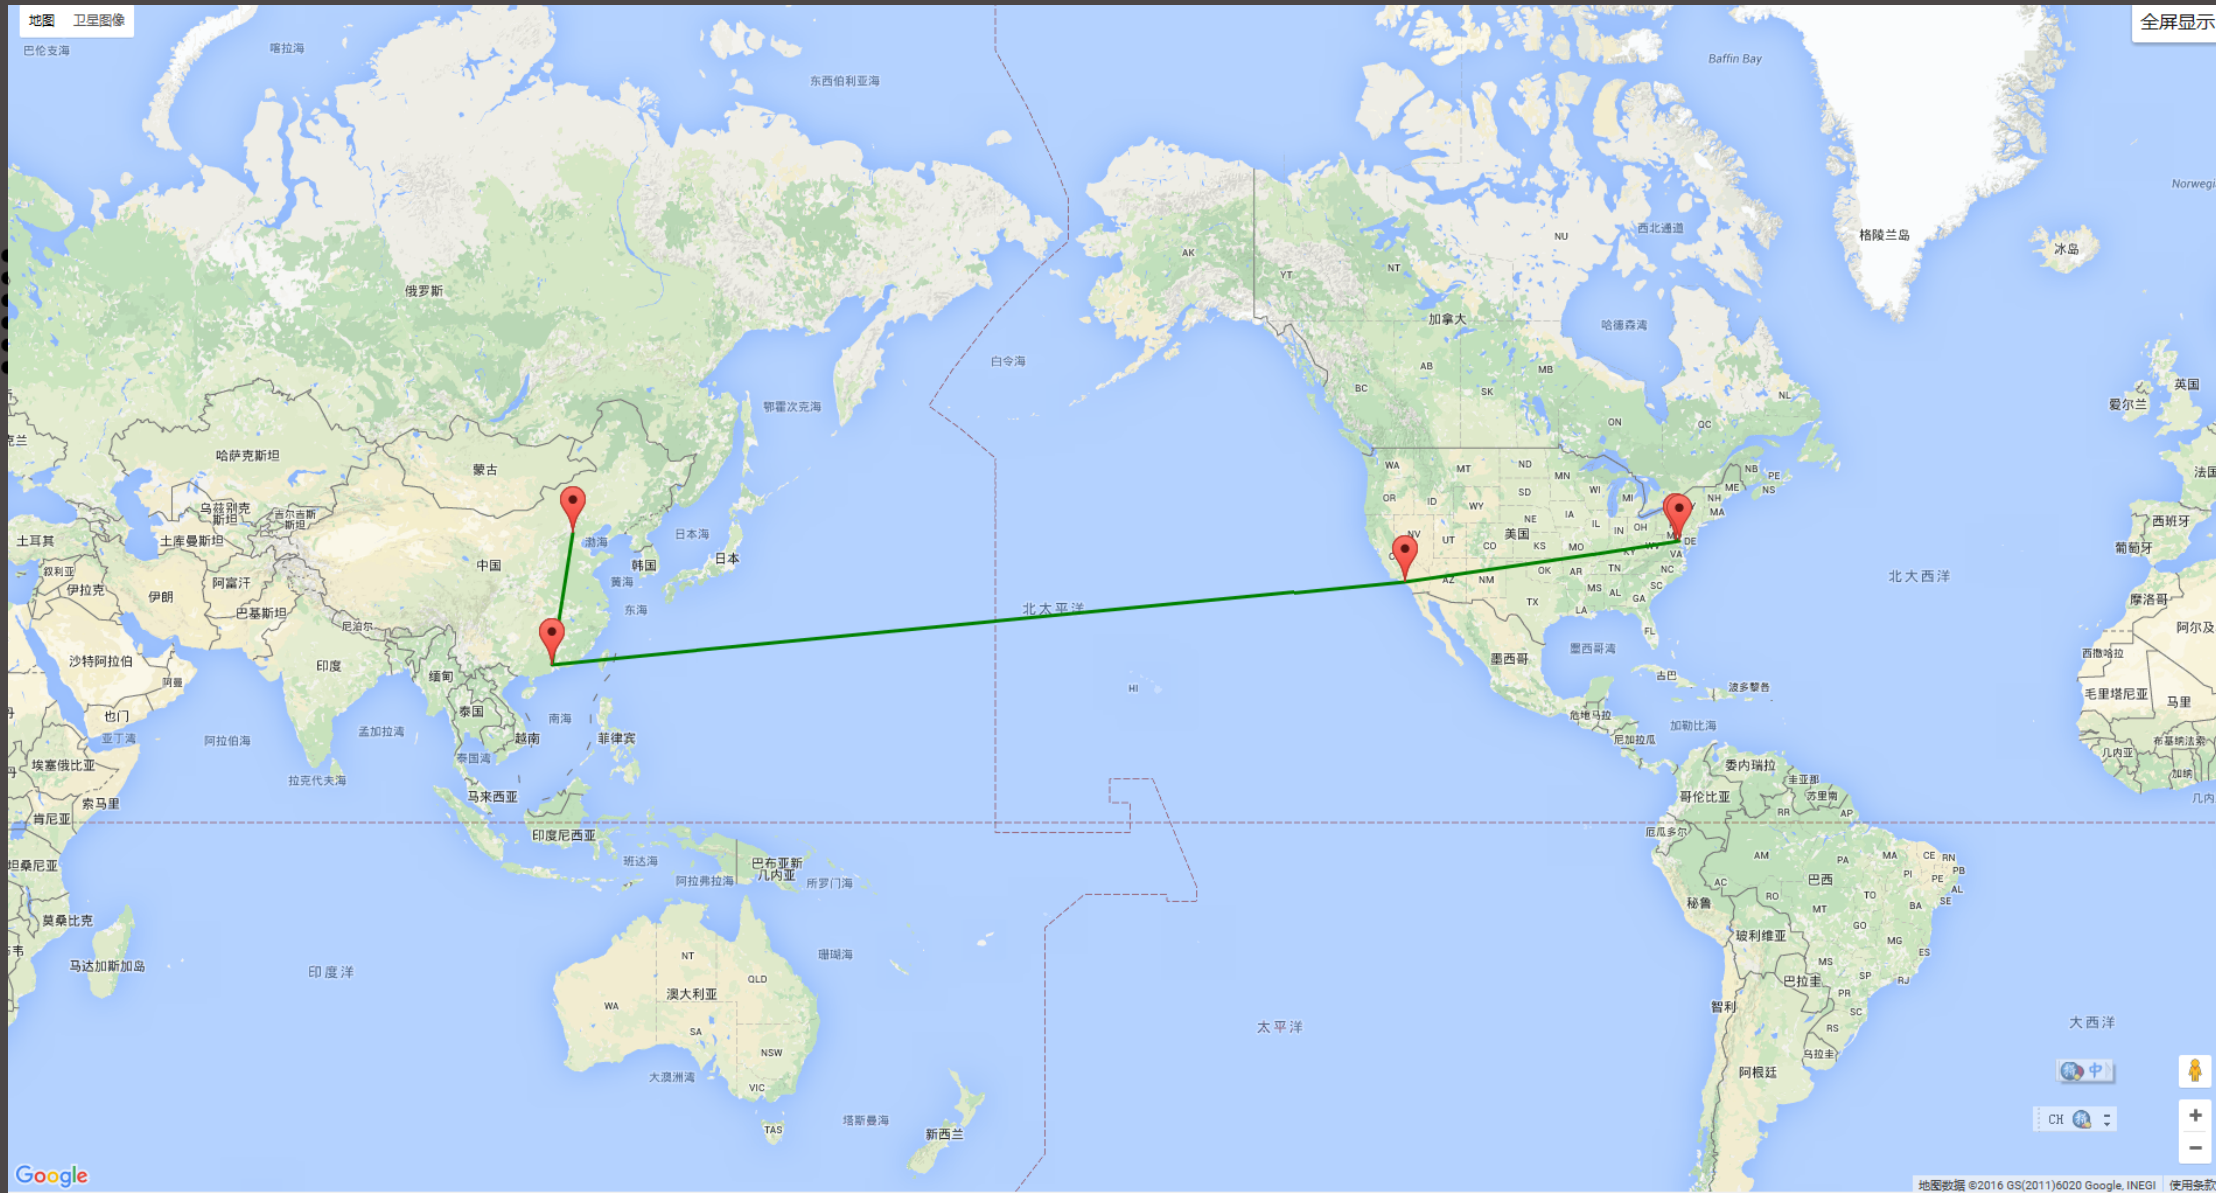 地图 卫星图像
全屏显示
巴伦支海
喀拉海
东西伯利亚海
Baffin Bay
格陵兰岛
冰岛
西北通道
NU
AK
YT
NT
俄罗斯
加拿大
哈德森湾
白令海
鄂霍次克海
AB
MB
BC
SK
NL
ON
QC
英国
爱尔兰
哈萨克斯坦
蒙古
WA
MT
ND
MN
NB
PE
ME
NS
法国
OR
ID
SD
WI
MI
NH
WY
MA
乌兹别克
斯坦
吉尔吉斯
斯坦
土耳其
土库曼斯坦
渤海
日本海
NV
UT
NE
IA
IL
IN
OH
美国
CO
KS
MO
KY
WV
DE
VA
西班牙
葡萄牙
叙利亚
伊拉克
伊朗
阿富汗
中国
韩国
日本
黄海
东海
巴基斯坦
尼泊尔
北太平洋
AZ
NM
OK
AR
TN
NC
SC
MS
AL
GA
TX
LA
FL
北大西洋
摩洛哥
阿尔及
沙特阿拉伯
阿曼
印度
缅甸
墨西哥
墨西哥湾
古巴
波多黎各
西撒哈拉
毛里塔尼亚
马里
也门
亚丁湾
阿拉伯海
孟加拉湾
泰国
南海
HI
越南
菲律宾
泰国湾
危地马拉
尼加拉瓜
加勒比海
布基纳法索
几内亚
加纳
埃塞俄比亚
拉克代夫海
索马里
马来西亚
委内瑞拉
圭亚那
苏里南
哥伦比亚
RR
AP
肯尼亚
印度尼西亚
厄瓜多尔
坦桑尼亚
班达海
阿拉弗拉海
巴布亚新
几内亚
所罗门海
AM
PA
MA
CE
RN
PB
PI
PE
AL
SE
AC
RO
TO
巴西
秘鲁
MT
BA
莫桑比克
马达加斯加岛
印度洋
珊瑚海
玻利维亚
GO
MG
ES
MS
SP
RJ
巴拉圭
PR
NT
QLD
澳大利亚
WA
SA
NSW
VIC
TAS
大澳洲湾
塔斯曼海
新西兰
太平洋
智利
SC
RS
乌拉圭
阿根廷
大西洋
中
CH
Google
地图数据 ©2016 GS(2011)6020 Google, INEGI 使用条款